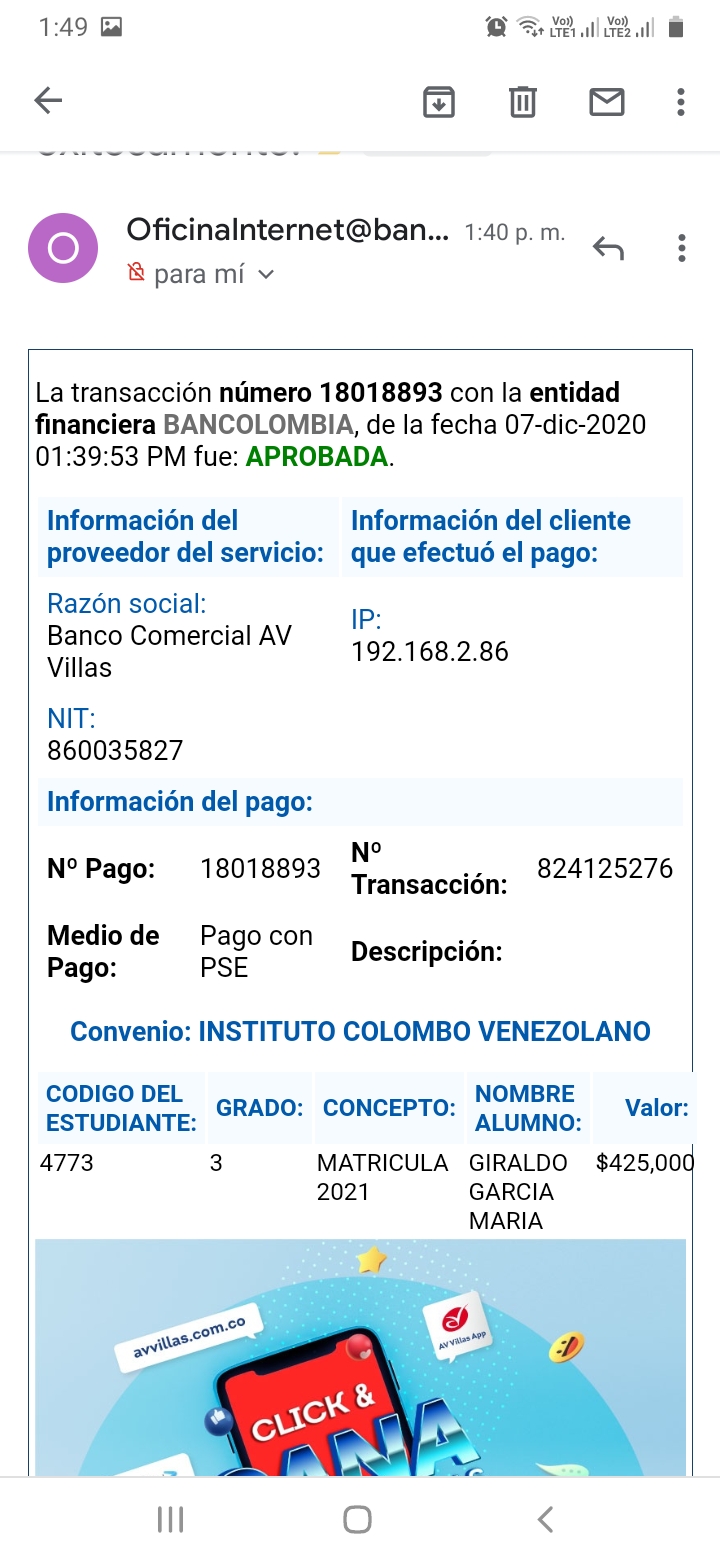 1:49
Vo)) LTE1 Vo)) LTE2
O
OficinaInternet@ban... 1:40 p. m.
para mí
La transacción número 18018893 con la entidad
financiera BANCOLOMBIA, de la fecha 07-dic-2020
01:39:53 PM fue: APROBADA.
Información del
proveedor del servicio:
Información del cliente
que efectuó el pago:
Razón social:
Banco Comercial AV
Villas
IP:
192.168.2.86
NIT:
860035827
Información del pago:
Nº Pago: 18018893
Nº
Transacción: 824125276
Medio de
Pago:
Pago con
PSE
Descripción:
Convenio: INSTITUTO COLOMBO VENEZOLANO
CODIGO DEL
ESTUDIANTE:
GRADO:
CONCEPTO:
NOMBRE
ALUMNO:
Valor:
4773
3
MATRICULA
2021
GIRALDO
GARCIA
MARIA
$425,000
avvillas.com.co
AV Villas App
CLICK &